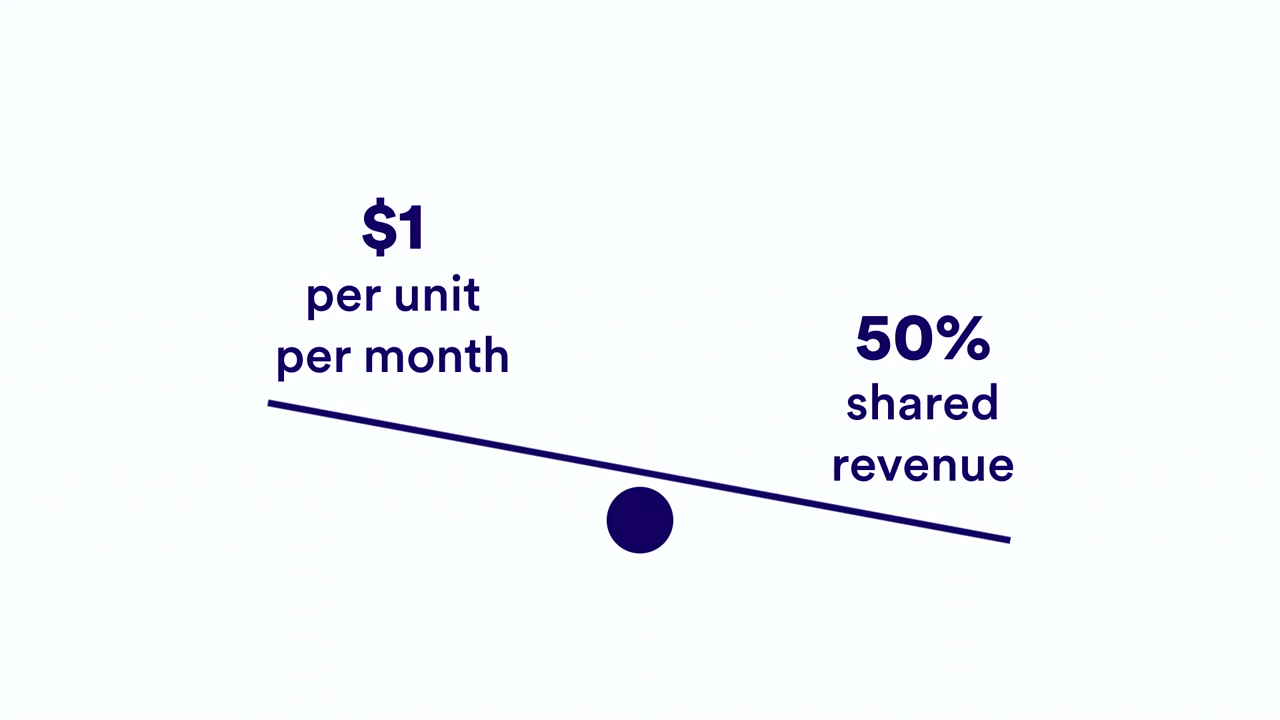 $1
per unit
per month
50%
shared
revenue